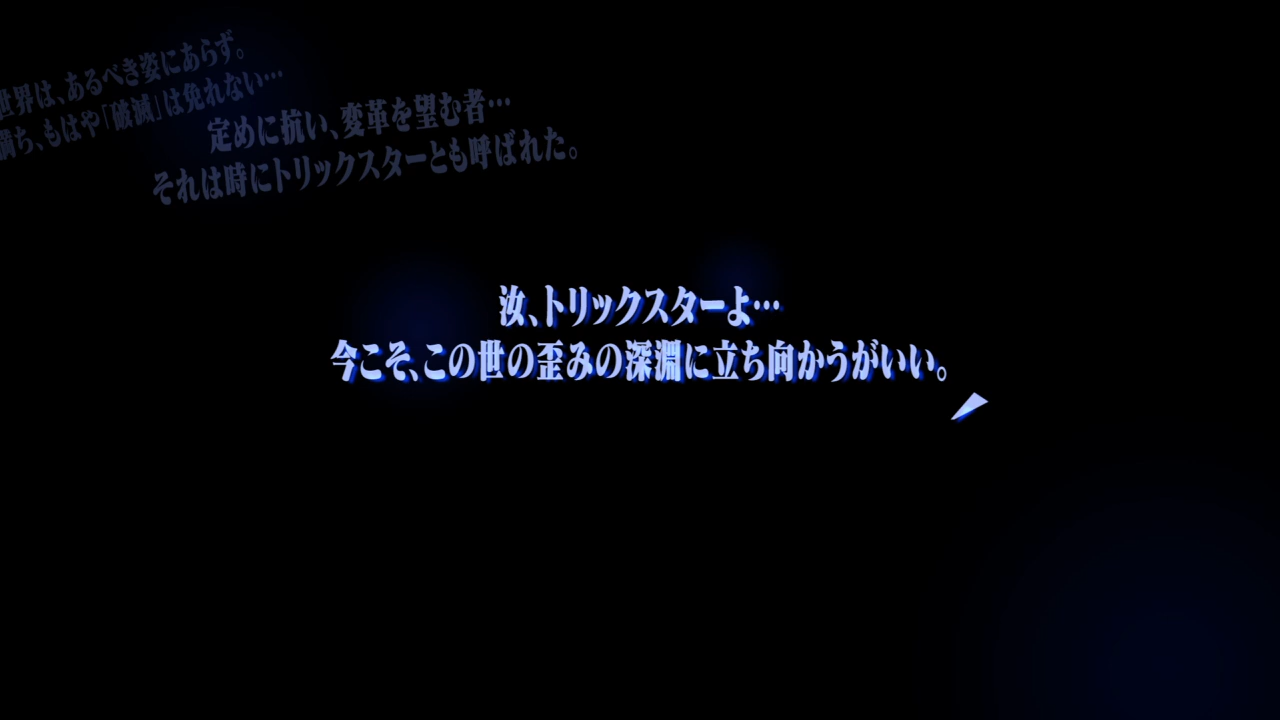 世界は、あるべき姿にあらず。
満ち、もはや「破滅」は免れない…
定めに抗い、変革を望む者…
それは時にトリックスターとも呼ばれた。
汝、トリックスターよ…
今こそ、この世の歪みの深淵に立ち向かうがいい。